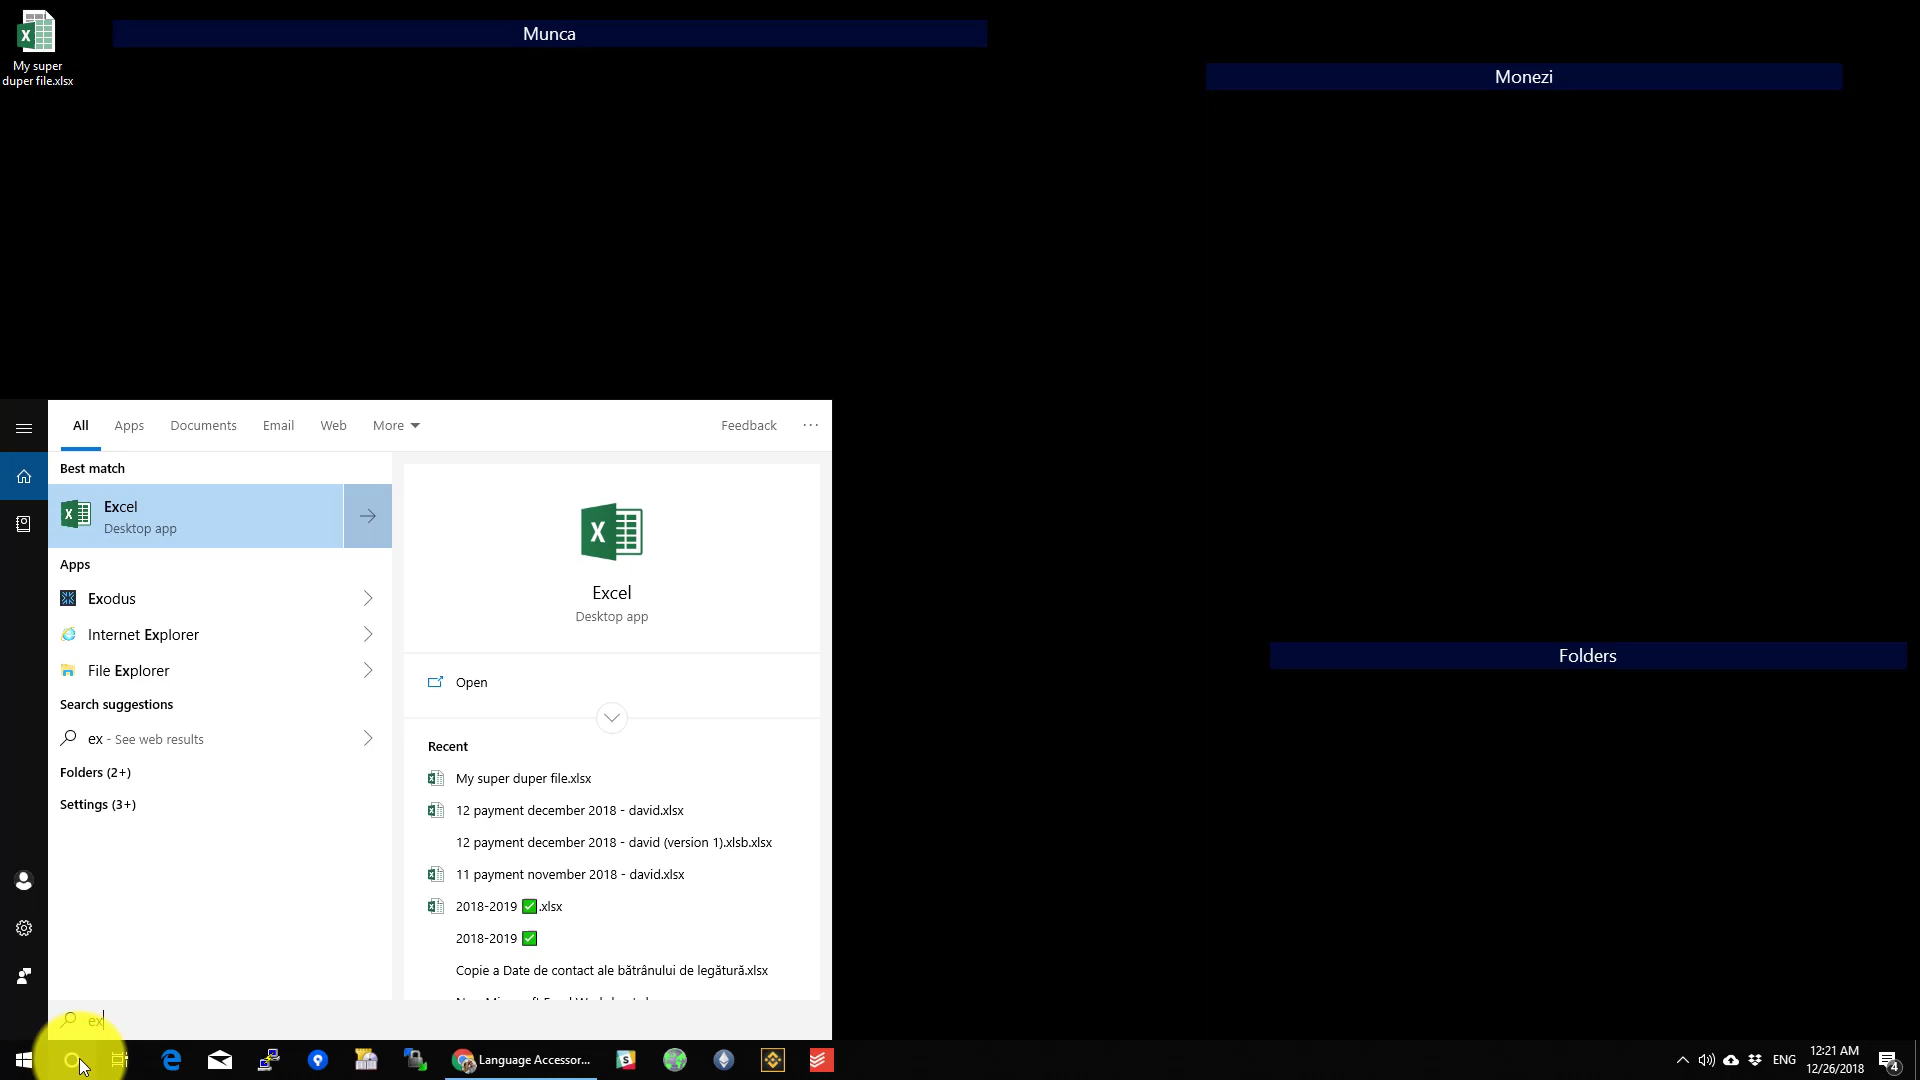 My super
duper file.xlsx
Munca
Monezi
Folders
All Apps Documents Email Web More Feedback ...
Best match
Excel
Desktop app
Apps
Exodus
Internet Explorer
File Explorer
Search suggestions
ex - See web results
Folders (2+)
Settings (3+)
Excel
Desktop app
Open
Recent
My super duper file.xlsx
12 payment december 2018 - david.xlsx
12 payment december 2018 - david (version 1).xlsb.xlsx
11 payment november 2018 - david.xlsx
2018-2019 ✅.xlsx
2018-2019 ✅
Copie a Date de contact ale bătrânului de legătură.xlsx
ex
Language Accessor...
ENG
12:21 AM
12/26/2018
4